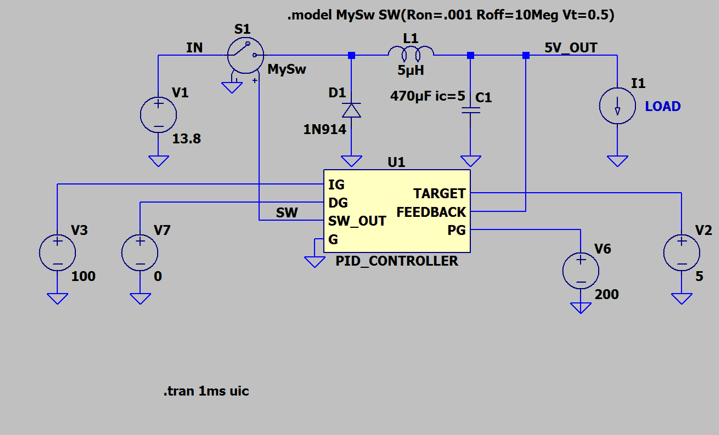 .model MySw SW(Ron=.001 Roff=10Meg Vt=0.5)
S1
IN
MySw
L1
5µH
5V_OUT
V1
13.8
D1
1N914
470µF ic=5
C1
I1
LOAD
U1
IG
DG
SW_OUT
G
TARGET
FEEDBACK
PG
PID_CONTROLLER
SW
V3
100
V7
0
V6
200
V2
5
.tran 1ms uic